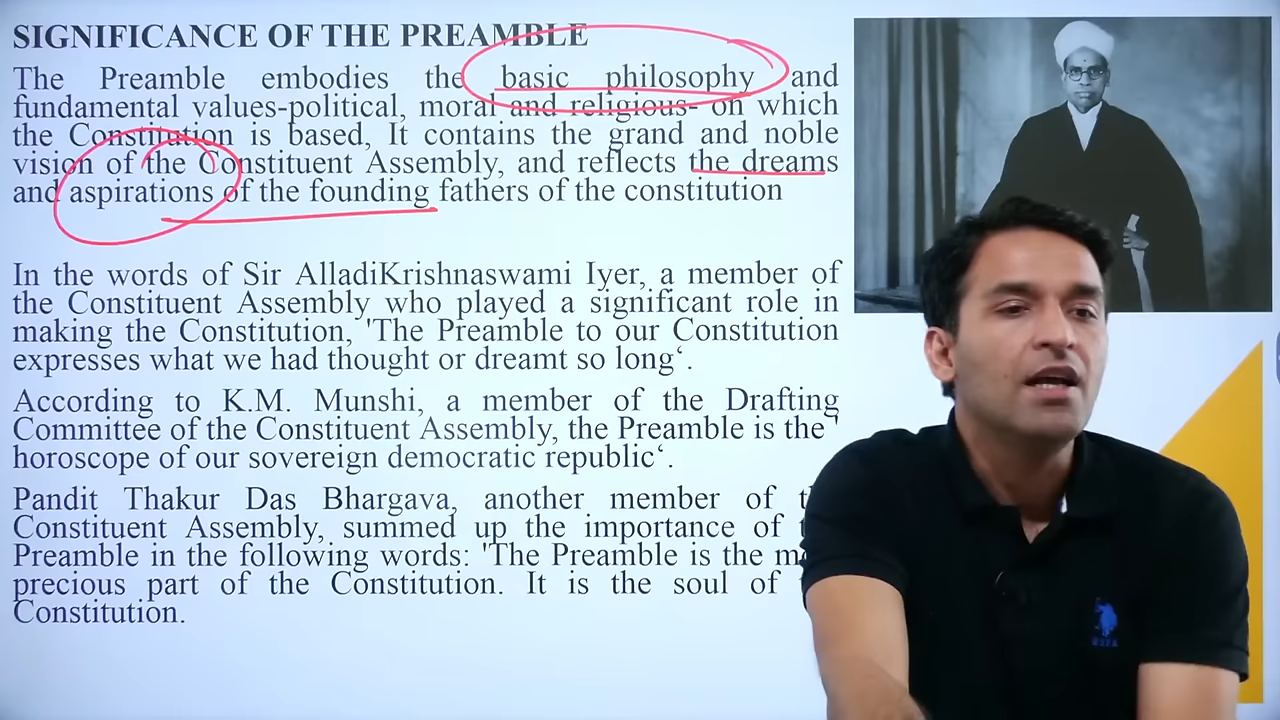 SIGNIFICANCE OF THE PREAMBLE
The Preamble embodies the basic philosophy and
fundamental values-political, moral and religious- on which
the Constitution is based, It contains the grand and noble
vision of the Constituent Assembly, and reflects the dreams
and aspirations of the founding fathers of the constitution
In the words of Sir AlladiKrishnaswami Iyer, a member of
the Constituent Assembly who played a significant role in
making the Constitution, 'The Preamble to our Constitution
expresses what we had thought or dreamt so long‘.
According to K.M. Munshi, a member of the Drafting
Committee of the Constituent Assembly, the Preamble is the '
horoscope of our sovereign democratic republic‘.
Pandit Thakur Das Bhargava, another member of
Constituent Assembly, summed up the importance of
Preamble in the following words: 'The Preamble is the
precious part of the Constitution. It is the soul of
Constitution.